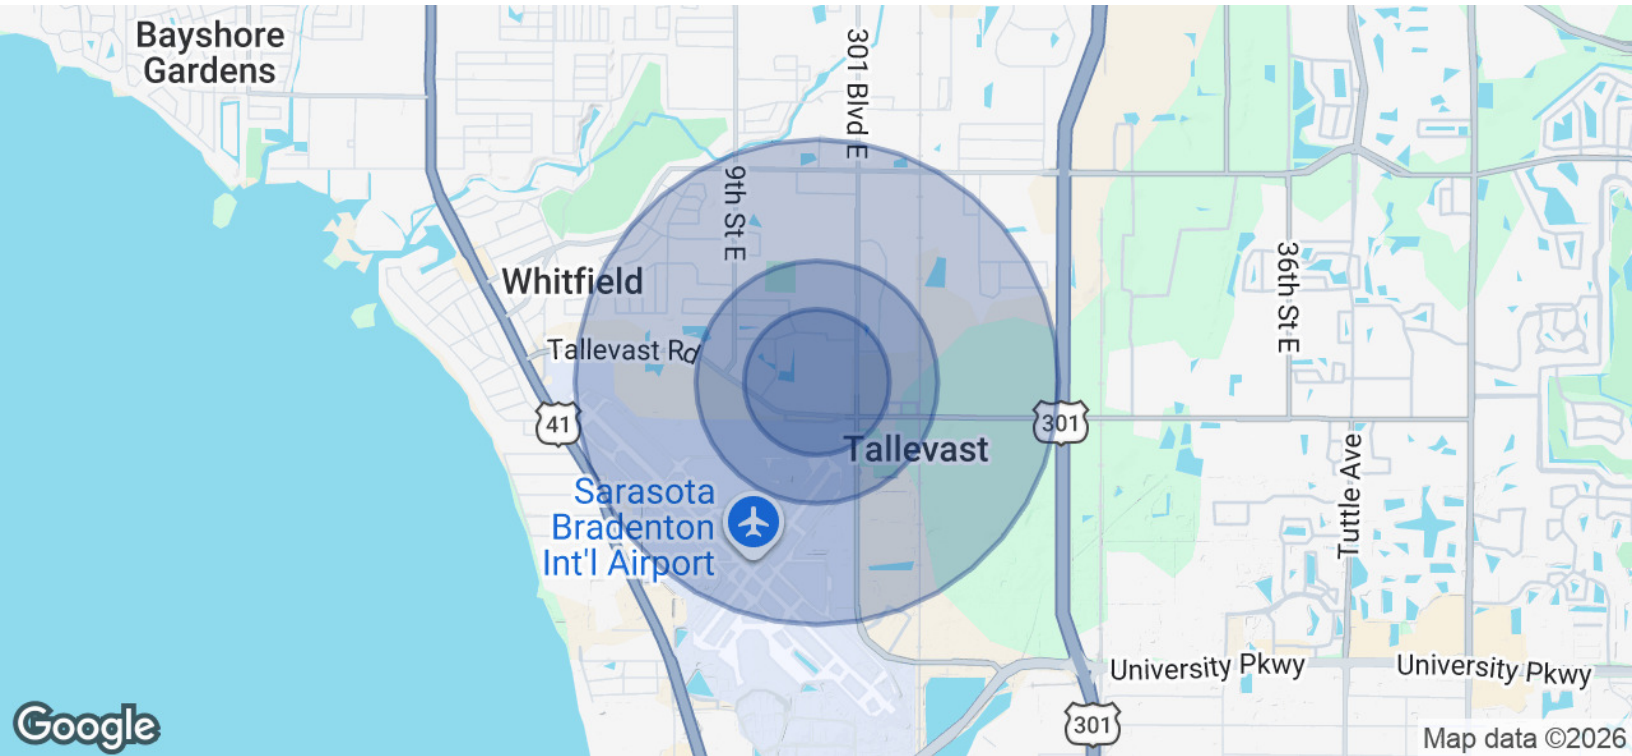 Bayshore
Gardens
301 Blvd E
9th St E
Whitfield
36th St E
Tallevast Rd
41
301
Tallevast
Tuttle Ave
Sarasota
Bradenton
Int'l Airport
University Pkwy
University Pkwy
301
Google
Map data ©2026